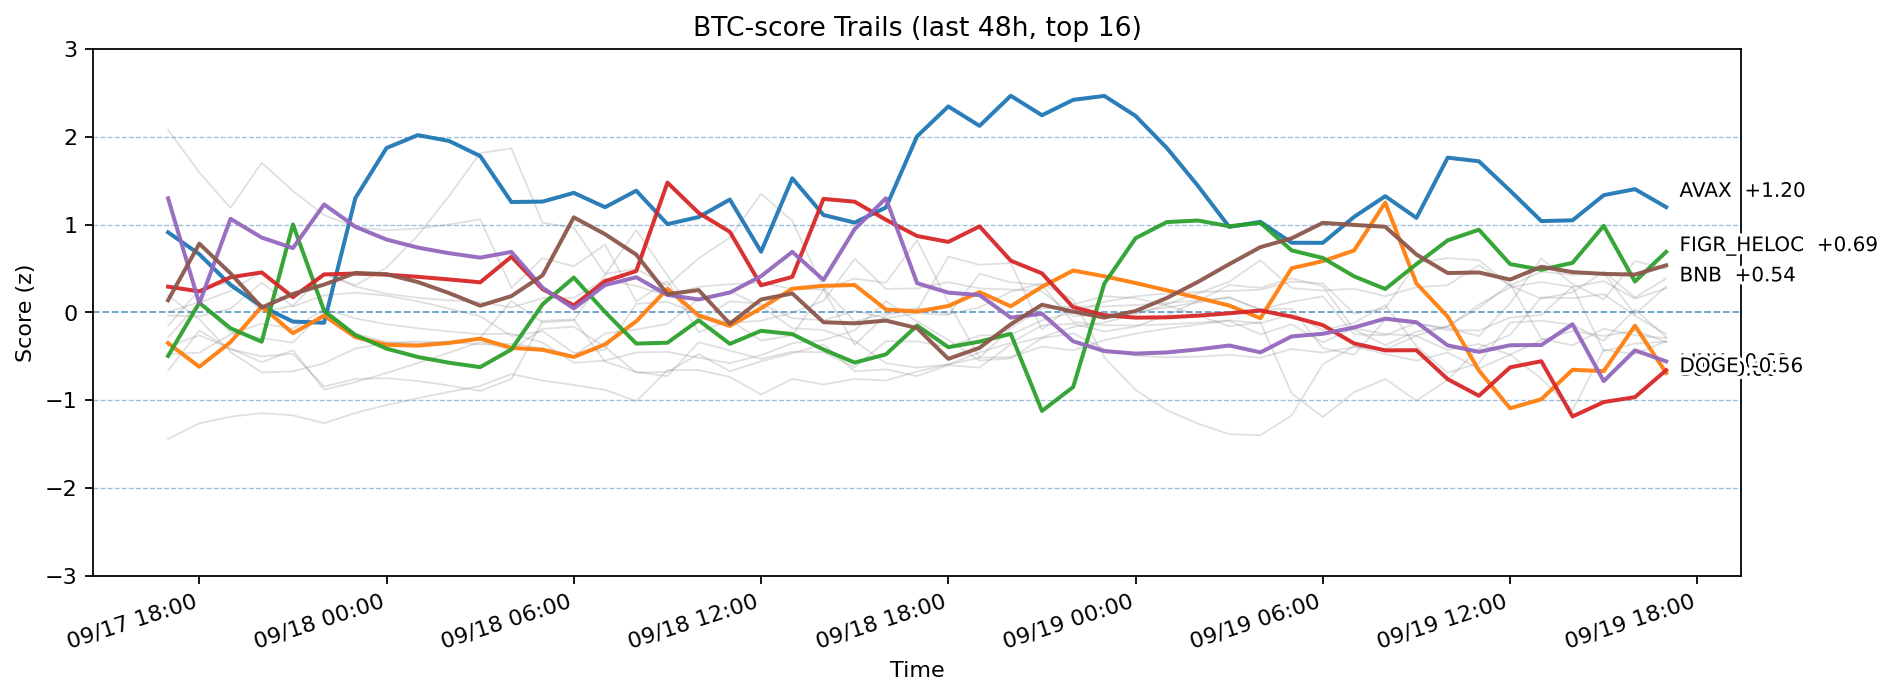 BTC-score Trails (last 48h, top 16)
3
2
1
0
−1
−2
−3
Score (z)
AVAX +1.20
FIGR_HELOC +0.69
BNB +0.54
DOGE -0.56
09/17 18:00
09/18 00:00
09/18 06:00
09/18 12:00
09/18 18:00
09/19 00:00
09/19 06:00
09/19 12:00
09/19 18:00
Time